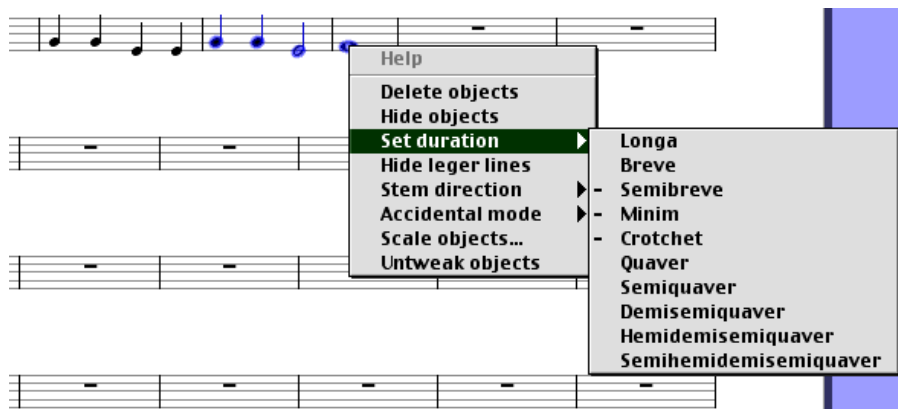 Help
Delete objects
Hide objects
Set duration
Hide leger lines
Stem direction
Accidental mode
Scale objects...
Untweak objects
Longa
Breve
- Semibreve
- Minim
- Crotchet
Quaver
Semiquaver
Demisemiquaver
Hemidemisemiquaver
Semihemidemisemiquaver